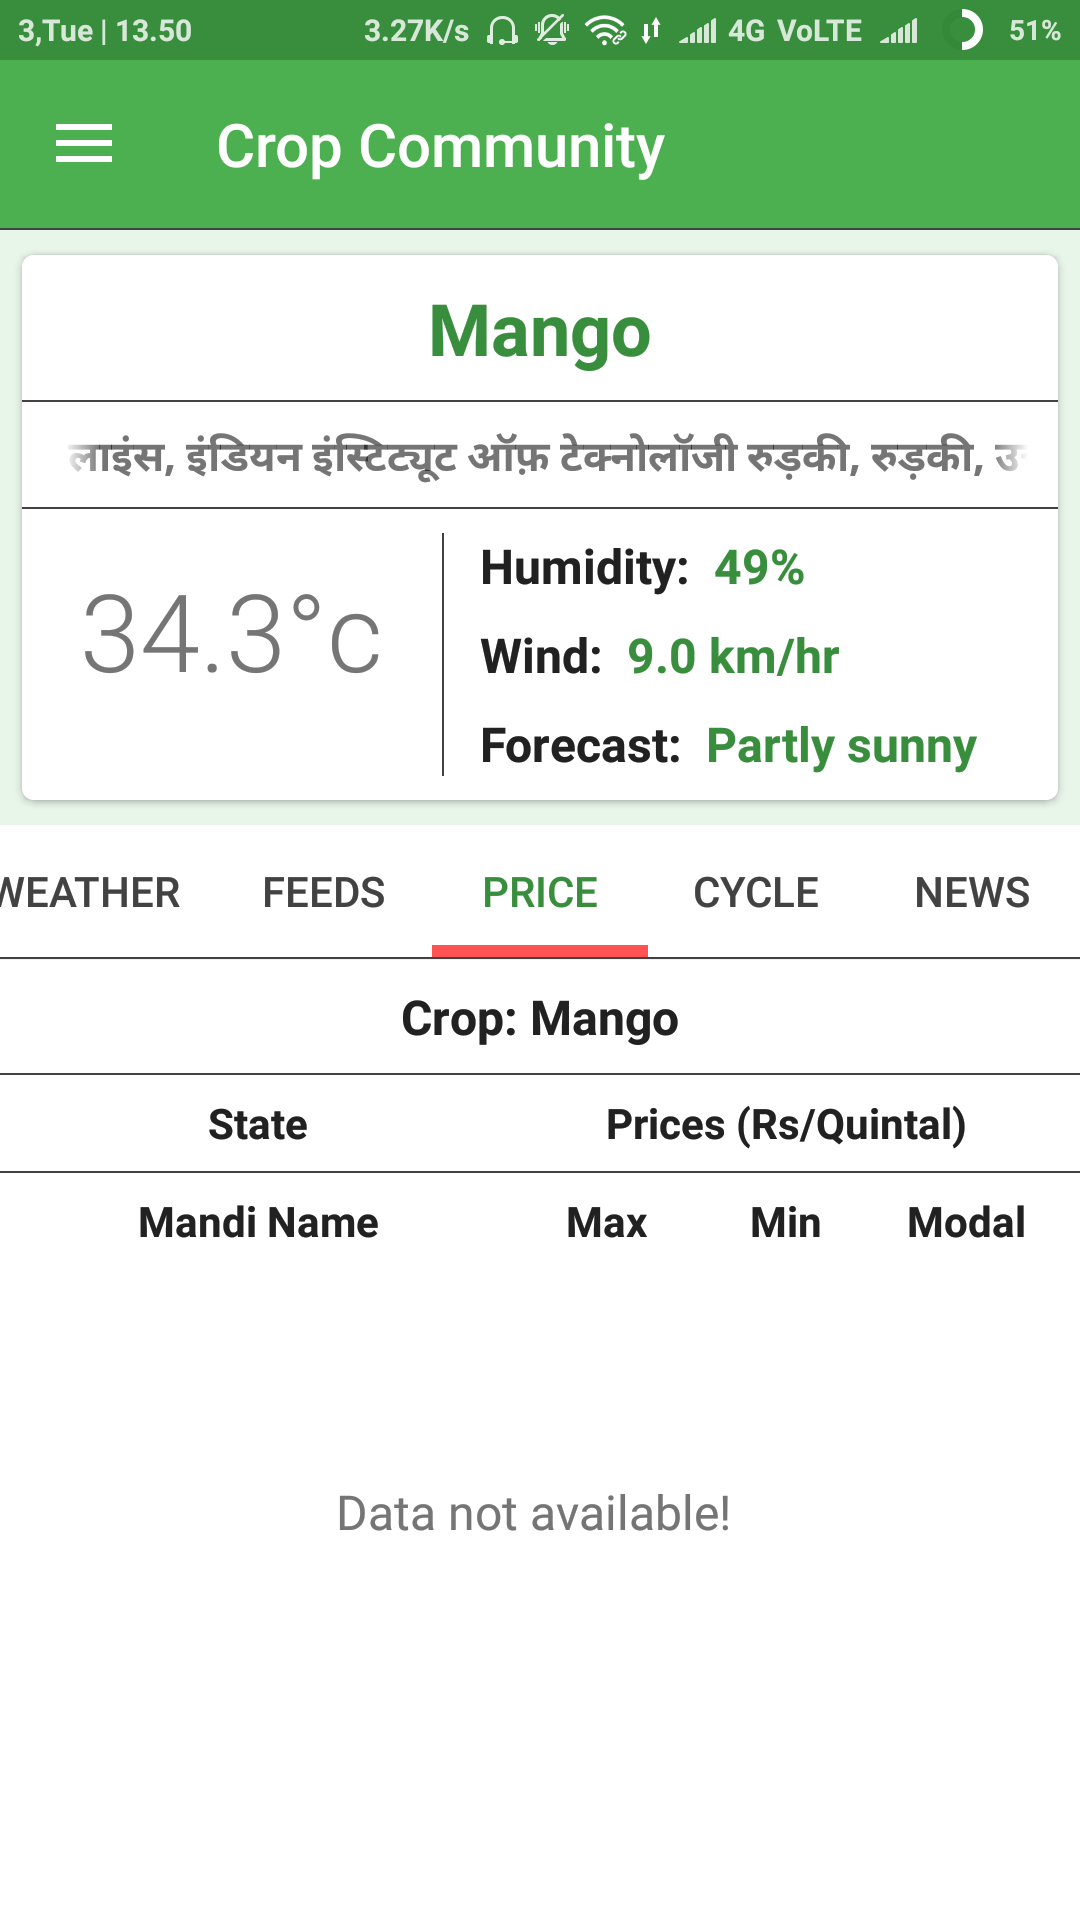 3,Tue | 13.50 3.27K/s 4G VoLTE 51%
Crop Community
Mango
लाइंस, इंडियन इंस्टिट्यूट ऑफ़ टेक्नोलॉजी रुड़की, रुड़की,
34.3°c
Humidity: 49%
Wind: 9.0 km/hr
Forecast: Partly sunny
WEATHER FEEDS PRICE CYCLE NEWS
Crop: Mango
State Prices (Rs/Quintal)
Mandi Name Max Min Modal
Data not available!